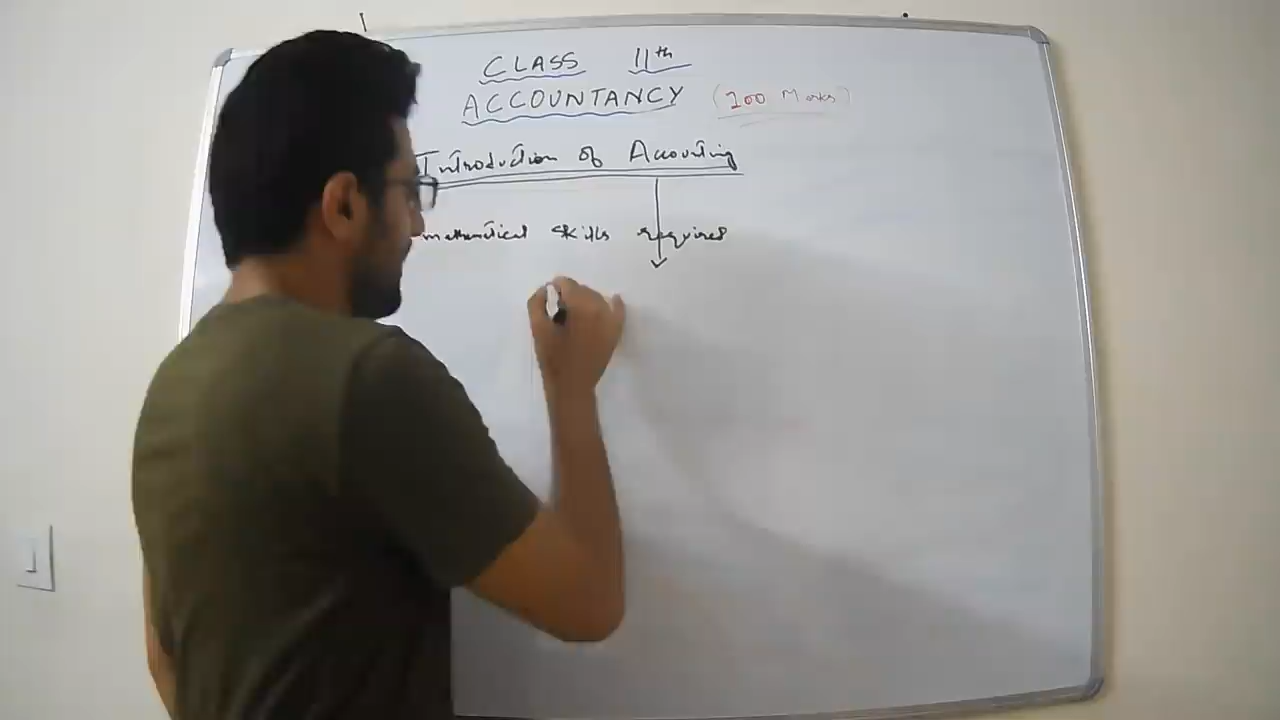 CLASS 11th
ACCOUNTANCY (100 Marks)
Introduction of Accounting
mathematical skills required